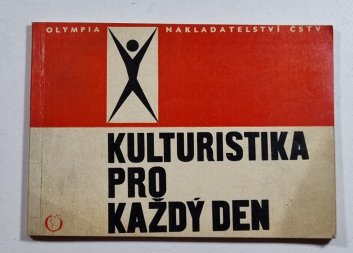 OLYMPIA NAKLADATELSTVÍ ČSTV
KULTURISTIKA
PRO
KAŽDÝ DEN